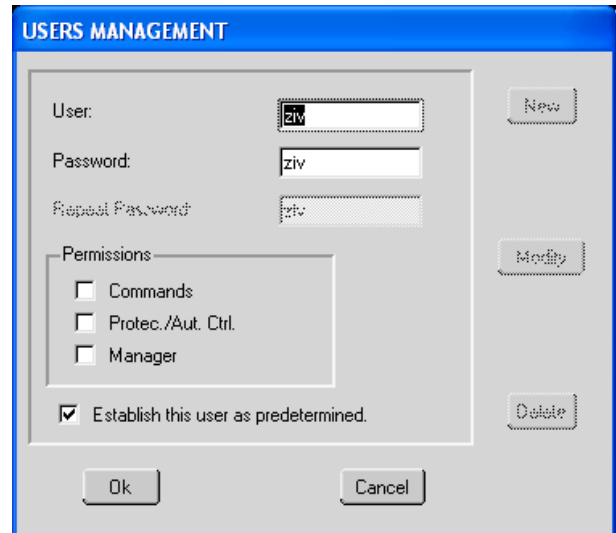 USERS MANAGEMENT
User:
ziv
New
Password:
ziv
Repeat Password
ziv
Modify
Permissions
Commands
Protec./Aut. Ctrl.
Manager
Establish this user as predetermined.
Delete
Ok
Cancel